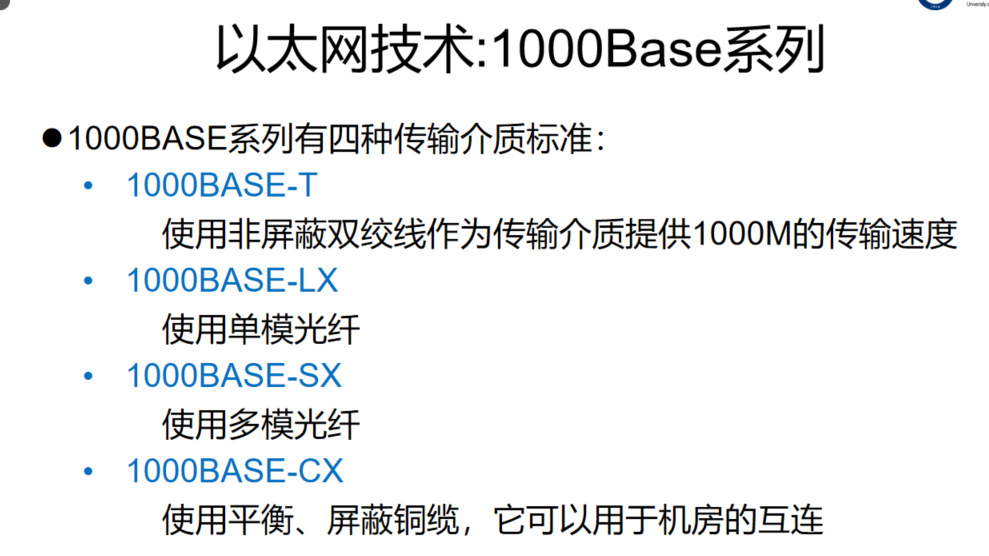 University
以太网技术:1000Base系列
●1000BASE系列有四种传输介质标准：
• 1000BASE-T
使用非屏蔽双绞线作为传输介质提供1000M的传输速度
• 1000BASE-LX
使用单模光纤
• 1000BASE-SX
使用多模光纤
• 1000BASE-CX
使用平衡、屏蔽铜缆，它可以用于机房的互连